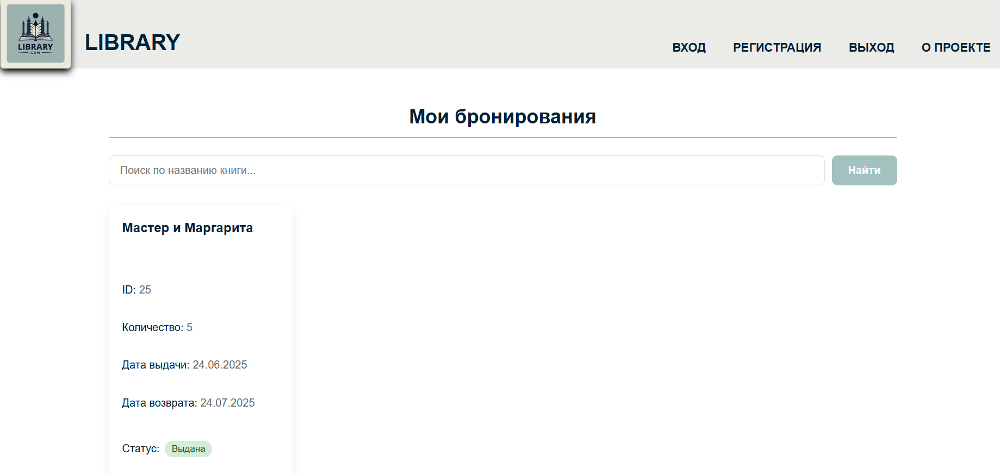 LIBRARY
.COM
LIBRARY
ВХОД РЕГИСТРАЦИЯ ВЫХОД О ПРОЕКТЕ
Мои бронирования
Поиск по названию книги...
Найти
Мастер и Маргарита
ID: 25
Количество: 5
Дата выдачи: 24.06.2025
Дата возврата: 24.07.2025
Статус: Выдана